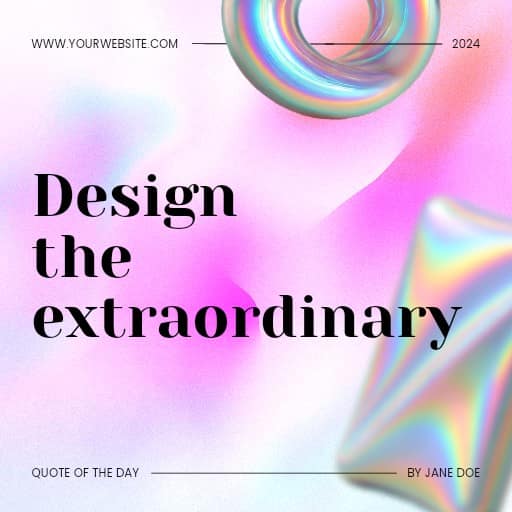 WWW.YOURWEBSITE.COM 2024
Design
the
extraordinary
QUOTE OF THE DAY BY JANE DOE